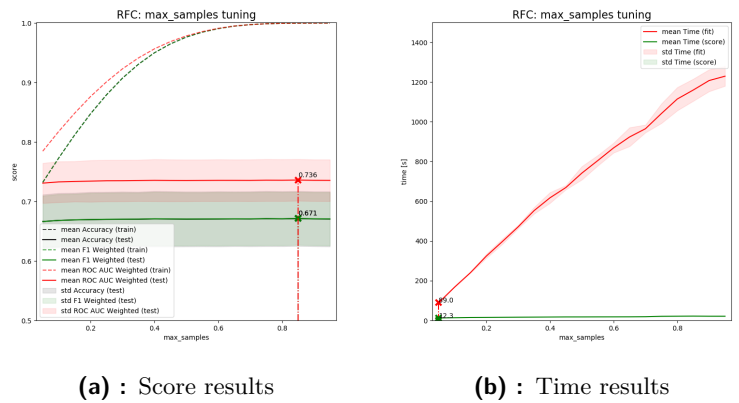 RFC: max_samples tuning
1.0
0.9
0.8
0.7
0.6
0.5
score
0.736
0.671
mean Accuracy (train)
mean Accuracy (test)
mean F1 Weighted (train)
mean F1 Weighted (test)
mean ROC AUC Weighted (train)
mean ROC AUC Weighted (test)
std Accuracy (test)
std F1 Weighted (test)
std ROC AUC Weighted (test)
0.2 0.4 0.6 0.8
max_samples
(a) : Score results
RFC: max_samples tuning
mean Time (fit)
mean Time (score)
std Time (fit)
std Time (score)
1400
1200
1000
800
600
400
200
0
time [s]
0.2 0.4 0.6 0.8
max_samples
(b) : Time results